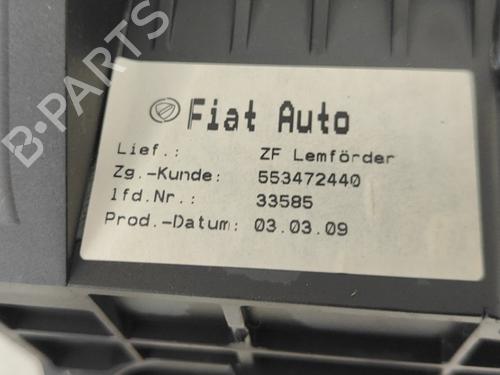 B-PARTS
Fiat Auto
Lief.: ZF Lemförder
Zg.-Kunde: 553472440
lfd.Nr.: 33585
Prod.-Datum: 03.03.09